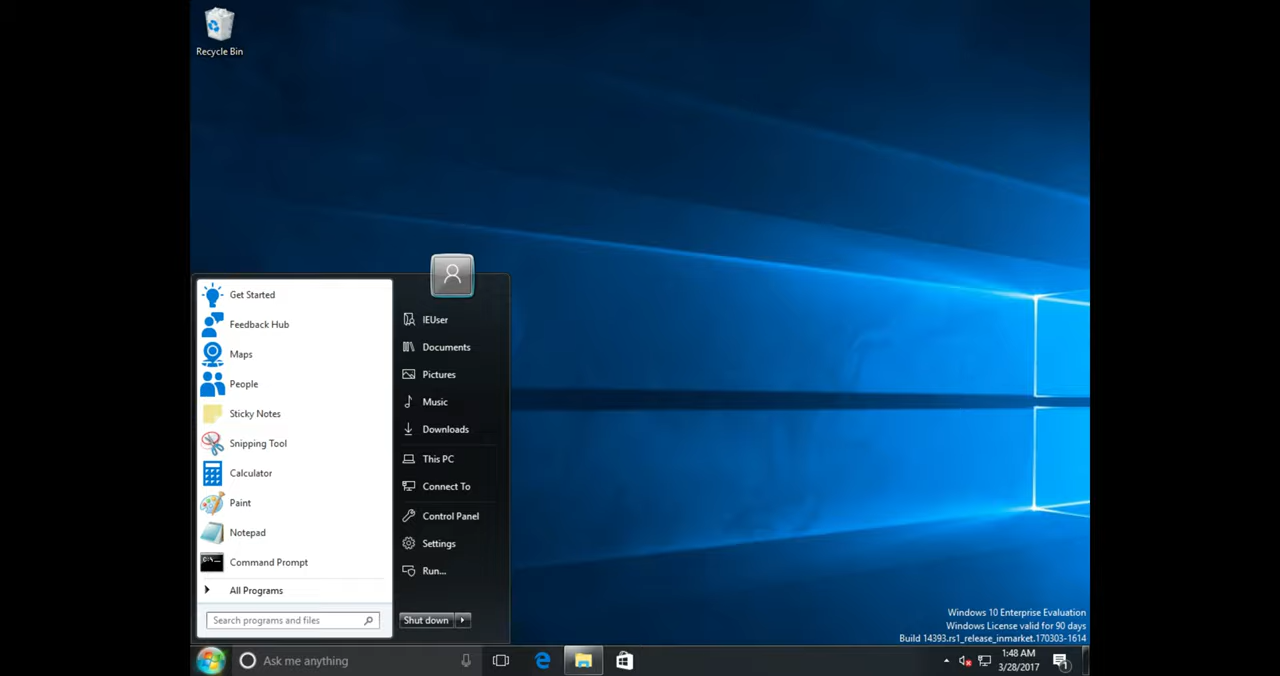 Recycle Bin
Get Started
Feedback Hub
Maps
People
Sticky Notes
Snipping Tool
Calculator
Paint
Notepad
Command Prompt
All Programs
Search programs and files
IEUser
Documents
Pictures
Music
Downloads
This PC
Connect To
Control Panel
Settings
Run...
Shut down
Windows 10 Enterprise Evaluation
Windows License valid for 90 days
Build 14393.rs1_release_inmarket.170303-1614
Ask me anything
1:48 AM
3/28/2017
1